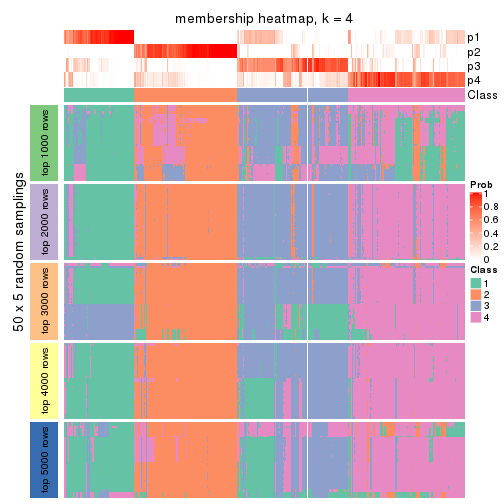 membership heatmap, k = 4
p1
p2
p3
p4
Class
50 x 5 random samplings
top 1000 rows
top 2000 rows
top 3000 rows
top 4000 rows
top 5000 rows
Prob
1
0.8
0.6
0.4
0.2
0
Class
1
2
3
4